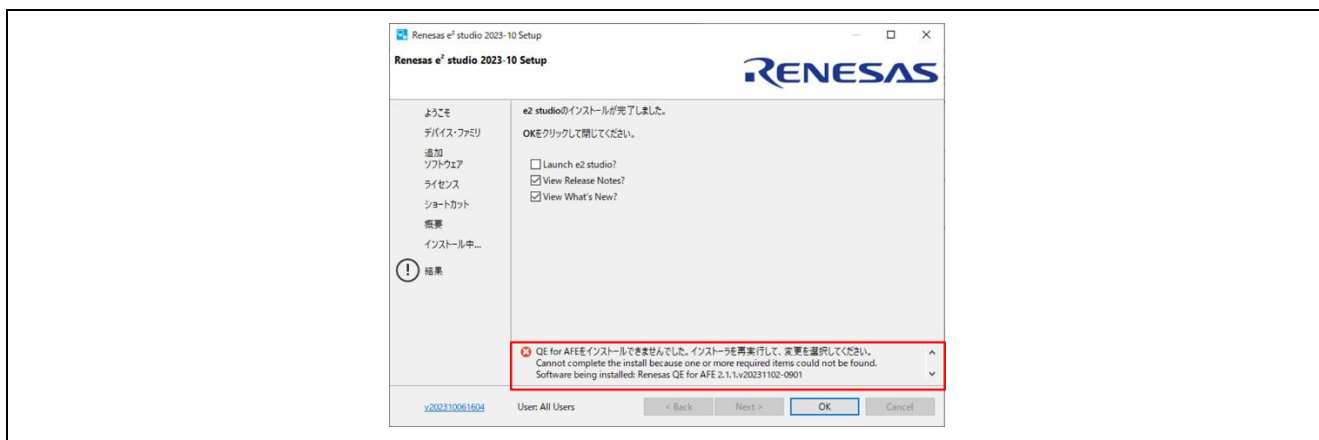 Renesas e² studio 2023-10 Setup
Renesas e² studio 2023-10 Setup
RENESAS
ようこそ
デバイス・ファミリ
追加
ソフトウェア
ライセンス
ショートカット
概要
インストール中...
結果
e2 studioのインストールが完了しました。
OKをクリックして閉じてください。
Launch e2 studio?
View Release Notes?
View What's New?
QE for AFEをインストールできませんでした。インストーラを再実行して、変更を選択してください。
Cannot complete the install because one or more required items could not be found.
Software being installed: Renesas QE for AFE 2.1.1.v20231102-0901
v202310061604
User: All Users
< Back
Next >
OK
Cancel